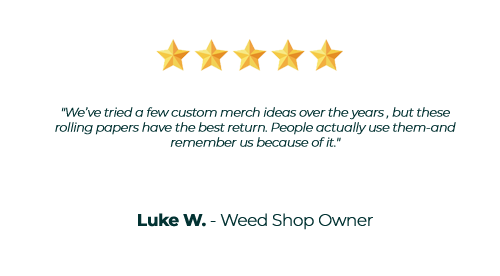 "We've tried a few custom merch ideas over the years , but these
rolling papers have the best return. People actually use them-and
remember us because of it."
Luke W. - Weed Shop Owner